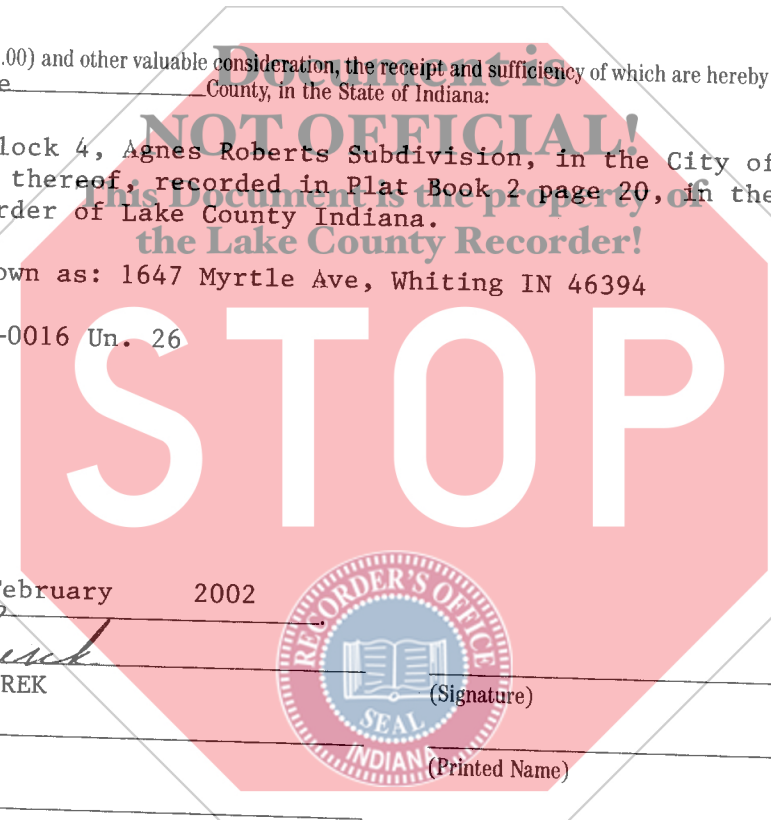 .00) and other valuable consideration, the receipt and sufficiency of which are hereby
e County, in the State of Indiana:
Document is
NOT OFFICIAL!
This Document is the property of
the Lake County Recorder!
lock 4, Agnes Roberts Subdivision, in the City of
thereof, recorded in Plat Book 2 page 20, in the
rder of Lake County Indiana.
own as: 1647 Myrtle Ave, Whiting IN 46394
-0016 Un. 26
STOP
ebruary 2002
REK
(Signature)
(Printed Name)
RECORDER'S OFFICE
SEAL
INDIANA